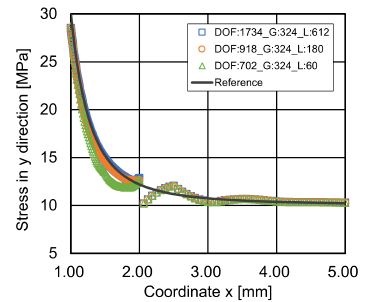 Stress in y direction [MPa]
30
25
20
15
10
5
DOF:1734_G:324_L:612
DOF:918_G:324_L:180
DOF:702_G:324_L:60
Reference
1.00 2.00 3.00 4.00 5.00
Coordinate x [mm]